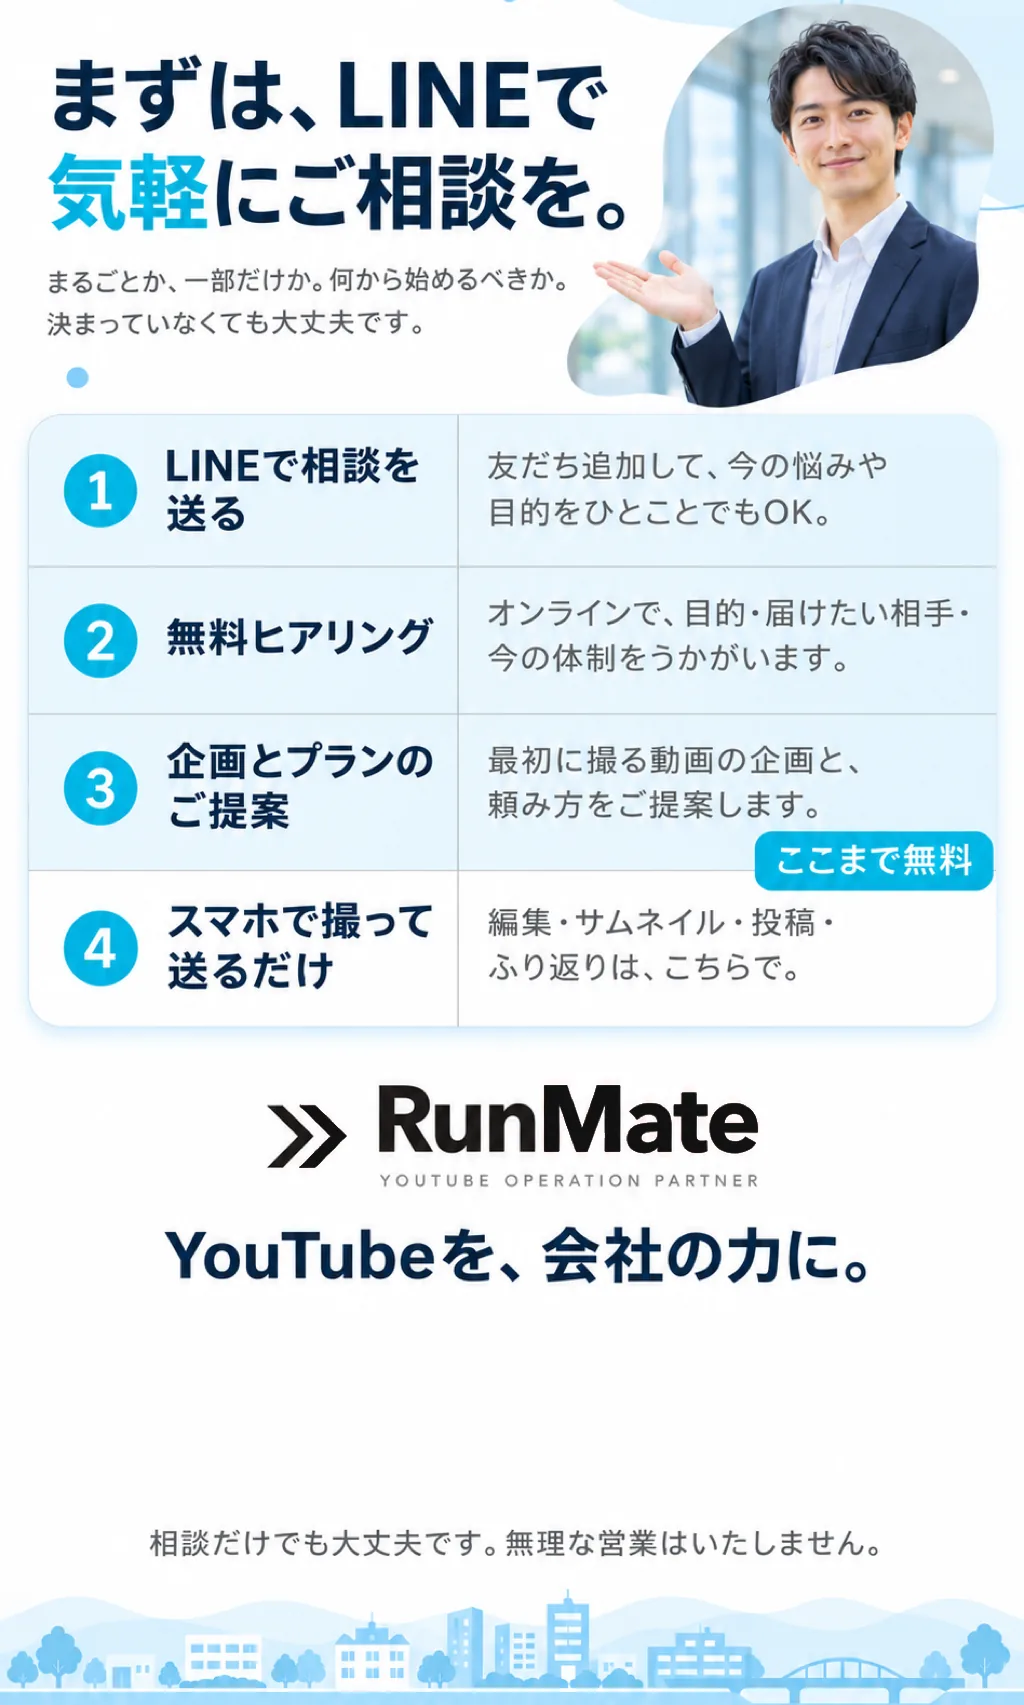 まずは、LINEで
気軽にご相談を。
まるごとか、一部だけか。何から始めるべきか。
決まっていなくても大丈夫です。
1
LINEで相談を
送る
友だち追加して、今の悩みや
目的をひとことでもOK。
2
無料ヒアリング
オンラインで、目的・届けたい相手・
今の体制をうかがいます。
3
企画とプランの
ご提案
最初に撮る動画の企画と、
頼み方をご提案します。
ここまで無料
4
スマホで撮って
送るだけ
編集・サムネイル・投稿・
ふり返りは、こちらで。
RunMate
YOUTUBE OPERATION PARTNER
YouTubeを、会社の力に。
相談だけでも大丈夫です。無理な営業はいたしません。